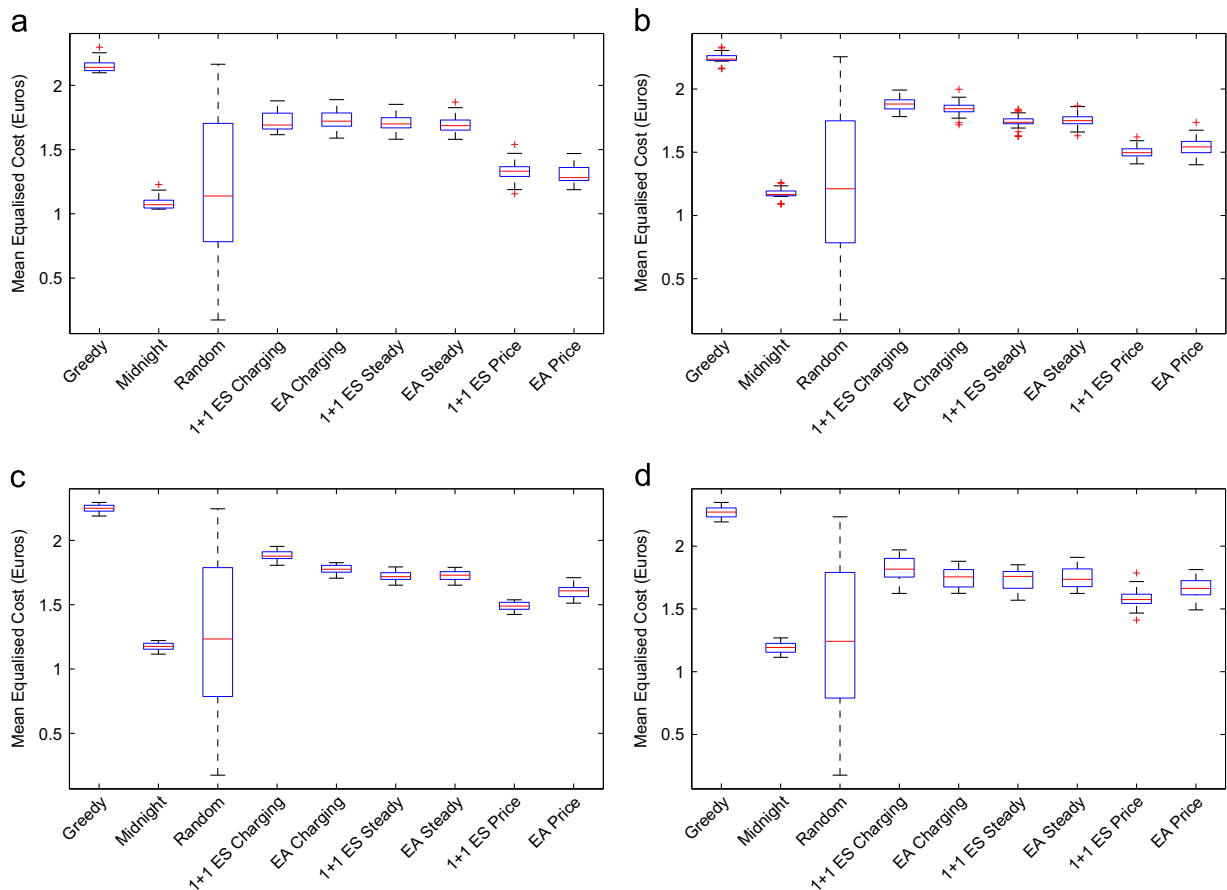 a
Mean Equalised Cost (Euros)
2
1.5
1
0.5
Greedy
Midnight
Random
1+1 ES Charging
EA Charging
1+1 ES Steady
EA Steady
1+1 ES Price
EA Price
b
Mean Equalised Cost (Euros)
2
1.5
1
0.5
Greedy
Midnight
Random
1+1 ES Charging
EA Charging
1+1 ES Steady
EA Steady
1+1 ES Price
EA Price
c
Mean Equalised Cost (Euros)
2
1.5
1
0.5
Greedy
Midnight
Random
1+1 ES Charging
EA Charging
1+1 ES Steady
EA Steady
1+1 ES Price
EA Price
d
Mean Equalised Cost (Euros)
2
1.5
1
0.5
Greedy
Midnight
Random
1+1 ES Charging
EA Charging
1+1 ES Steady
EA Steady
1+1 ES Price
EA Price